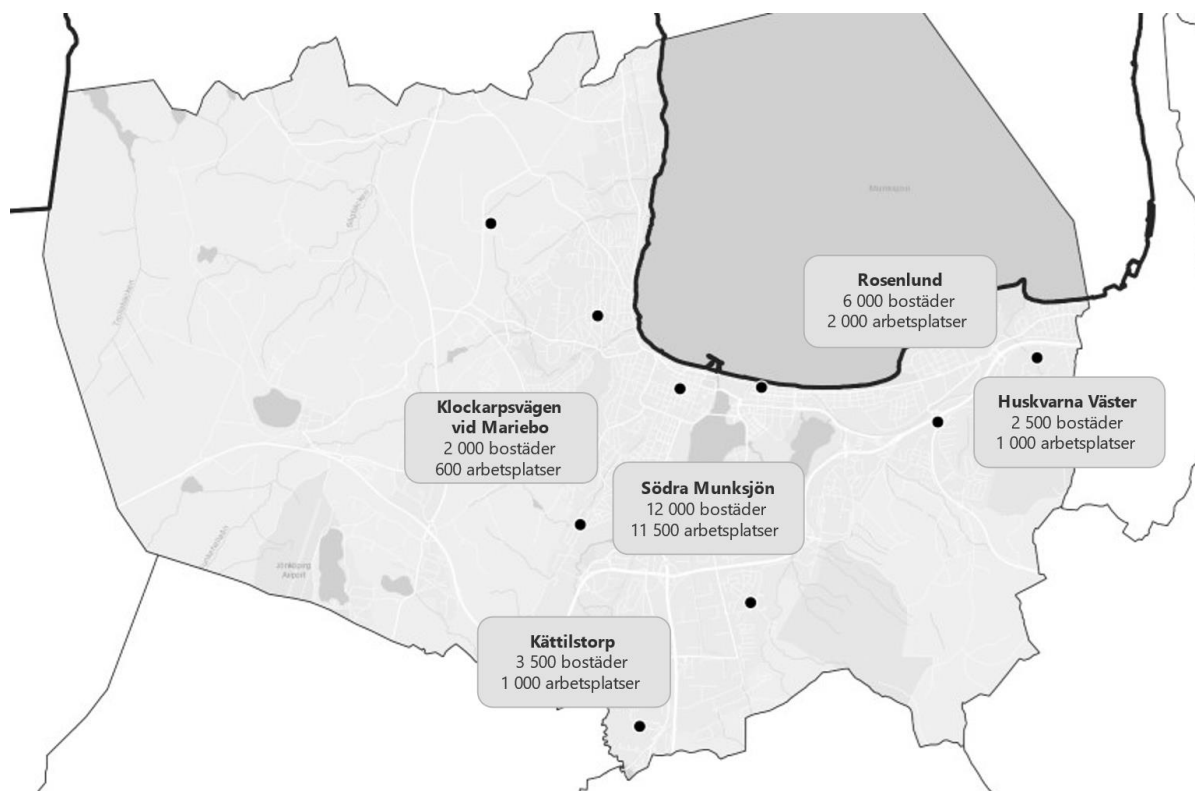 Rosenlund
6 000 bostäder
2 000 arbetsplatser
Klockarpsvägen
vid Mariebo
2 000 bostäder
600 arbetsplatser
Huskvarna Väster
2 500 bostäder
1 000 arbetsplatser
Södra Munksjön
12 000 bostäder
11 500 arbetsplatser
Jönköping
Airport
Kättilstorp
3 500 bostäder
1 000 arbetsplatser